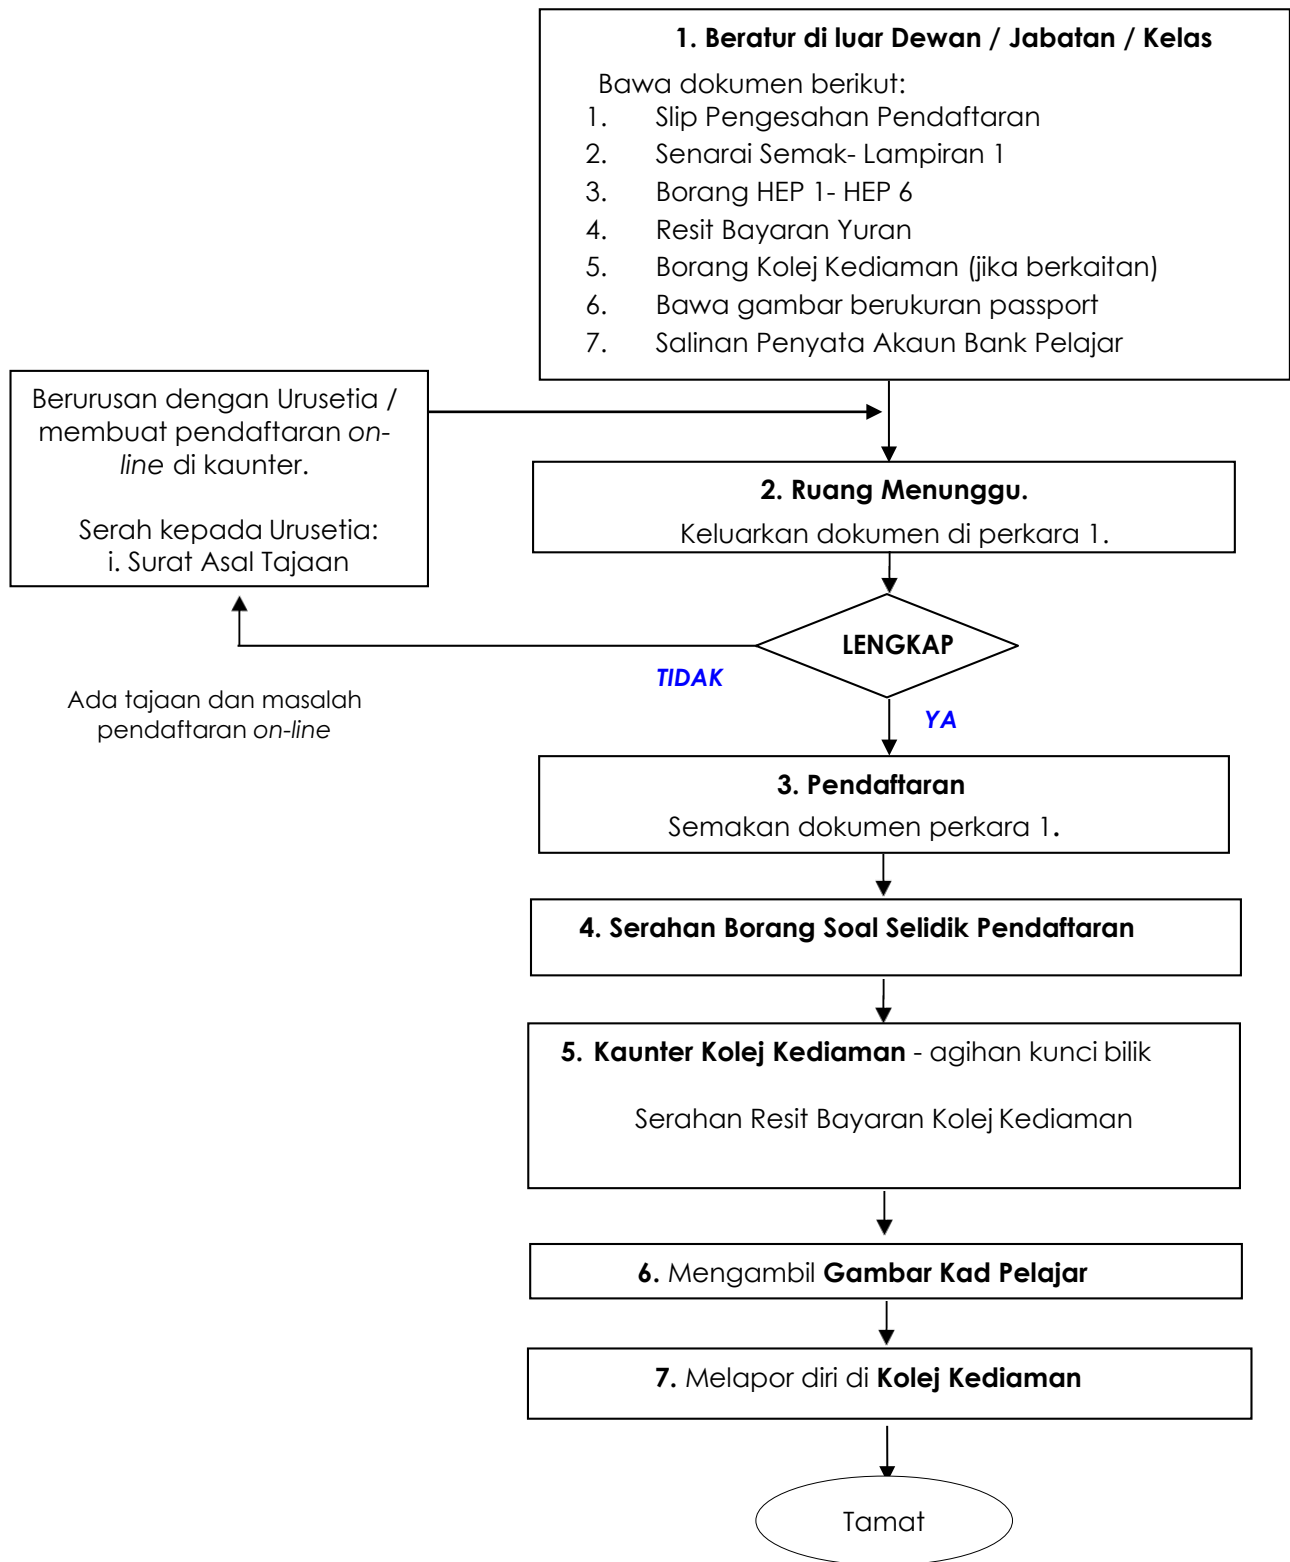 1. Beratur di luar Dewan / Jabatan / Kelas
Bawa dokumen berikut:
1. Slip Pengesahan Pendaftaran
2. Senarai Semak- Lampiran 1
3. Borang HEP 1- HEP 6
4. Resit Bayaran Yuran
5. Borang Kolej Kediaman (jika berkaitan)
6. Bawa gambar berukuran passport
7. Salinan Penyata Akaun Bank Pelajar
Berurusan dengan Urusetia /
membuat pendaftaran on-
line di kaunter.
Serah kepada Urusetia:
i. Surat Asal Tajaan
2. Ruang Menunggu.
Keluarkan dokumen di perkara 1.
LENGKAP
TIDAK
Ada tajaan dan masalah
pendaftaran on-line
YA
3. Pendaftaran
Semakan dokumen perkara 1.
4. Serahan Borang Soal Selidik Pendaftaran
5. Kaunter Kolej Kediaman - agihan kunci bilik
Serahan Resit Bayaran Kolej Kediaman
6. Mengambil Gambar Kad Pelajar
7. Melapor diri di Kolej Kediaman
Tamat